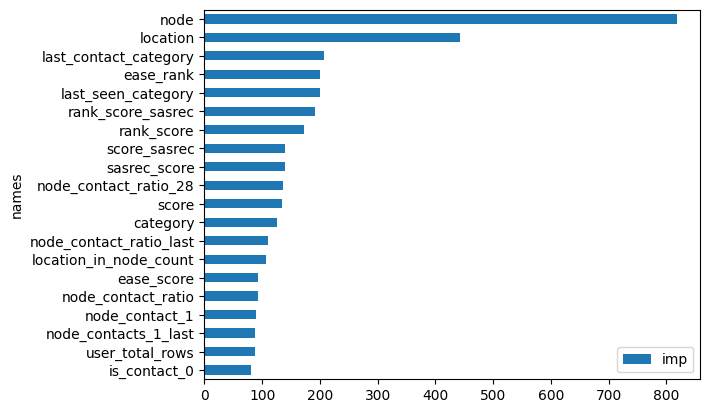 node
location
last_contact_category
ease_rank
last_seen_category
rank_score_sasrec
rank_score
score_sasrec
sasrec_score
node_contact_ratio_28
score
category
node_contact_ratio_last
location_in_node_count
ease_score
node_contact_ratio
node_contact_1
node_contacts_1_last
user_total_rows
is_contact_0
names
imp
0 100 200 300 400 500 600 700 800